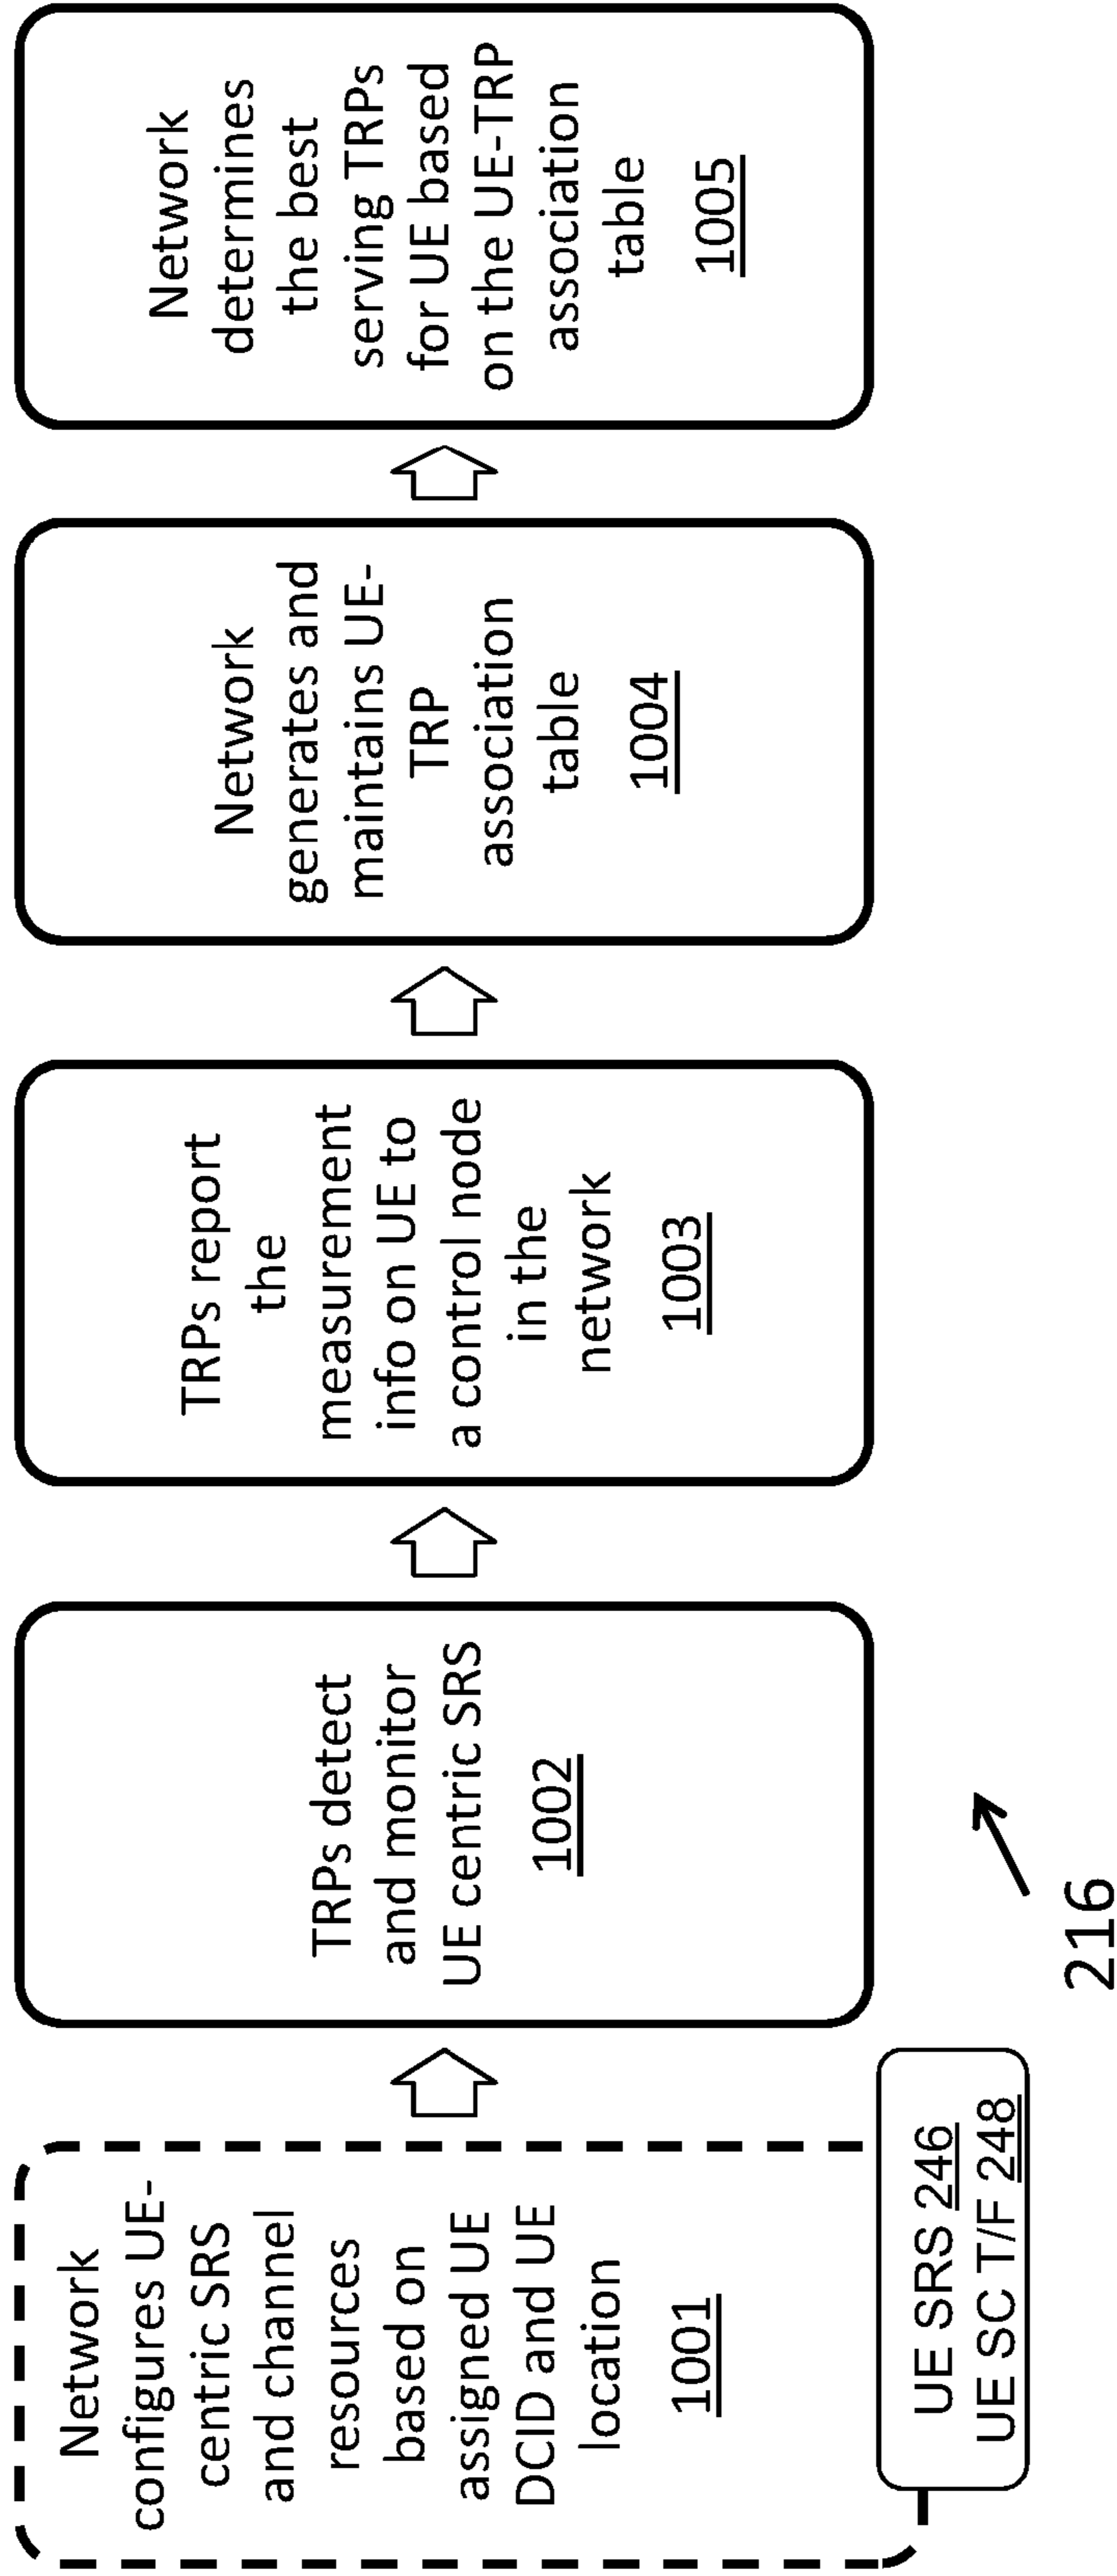 Network
configures UE-
centric SRS
and channel
resources
based on
assigned UE
DCID and UE
location
1001
UE SRS 246
UE SC T/F 248
TRPs detect
and monitor
UE centric SRS
1002
TRPs report
the
measurement
info on UE to
a control node
in the
network
1003
Network
generates and
maintains UE-
TRP
association
table
1004
Network
determines
the best
serving TRPs
for UE based
on the UE-TRP
association
table
1005
216